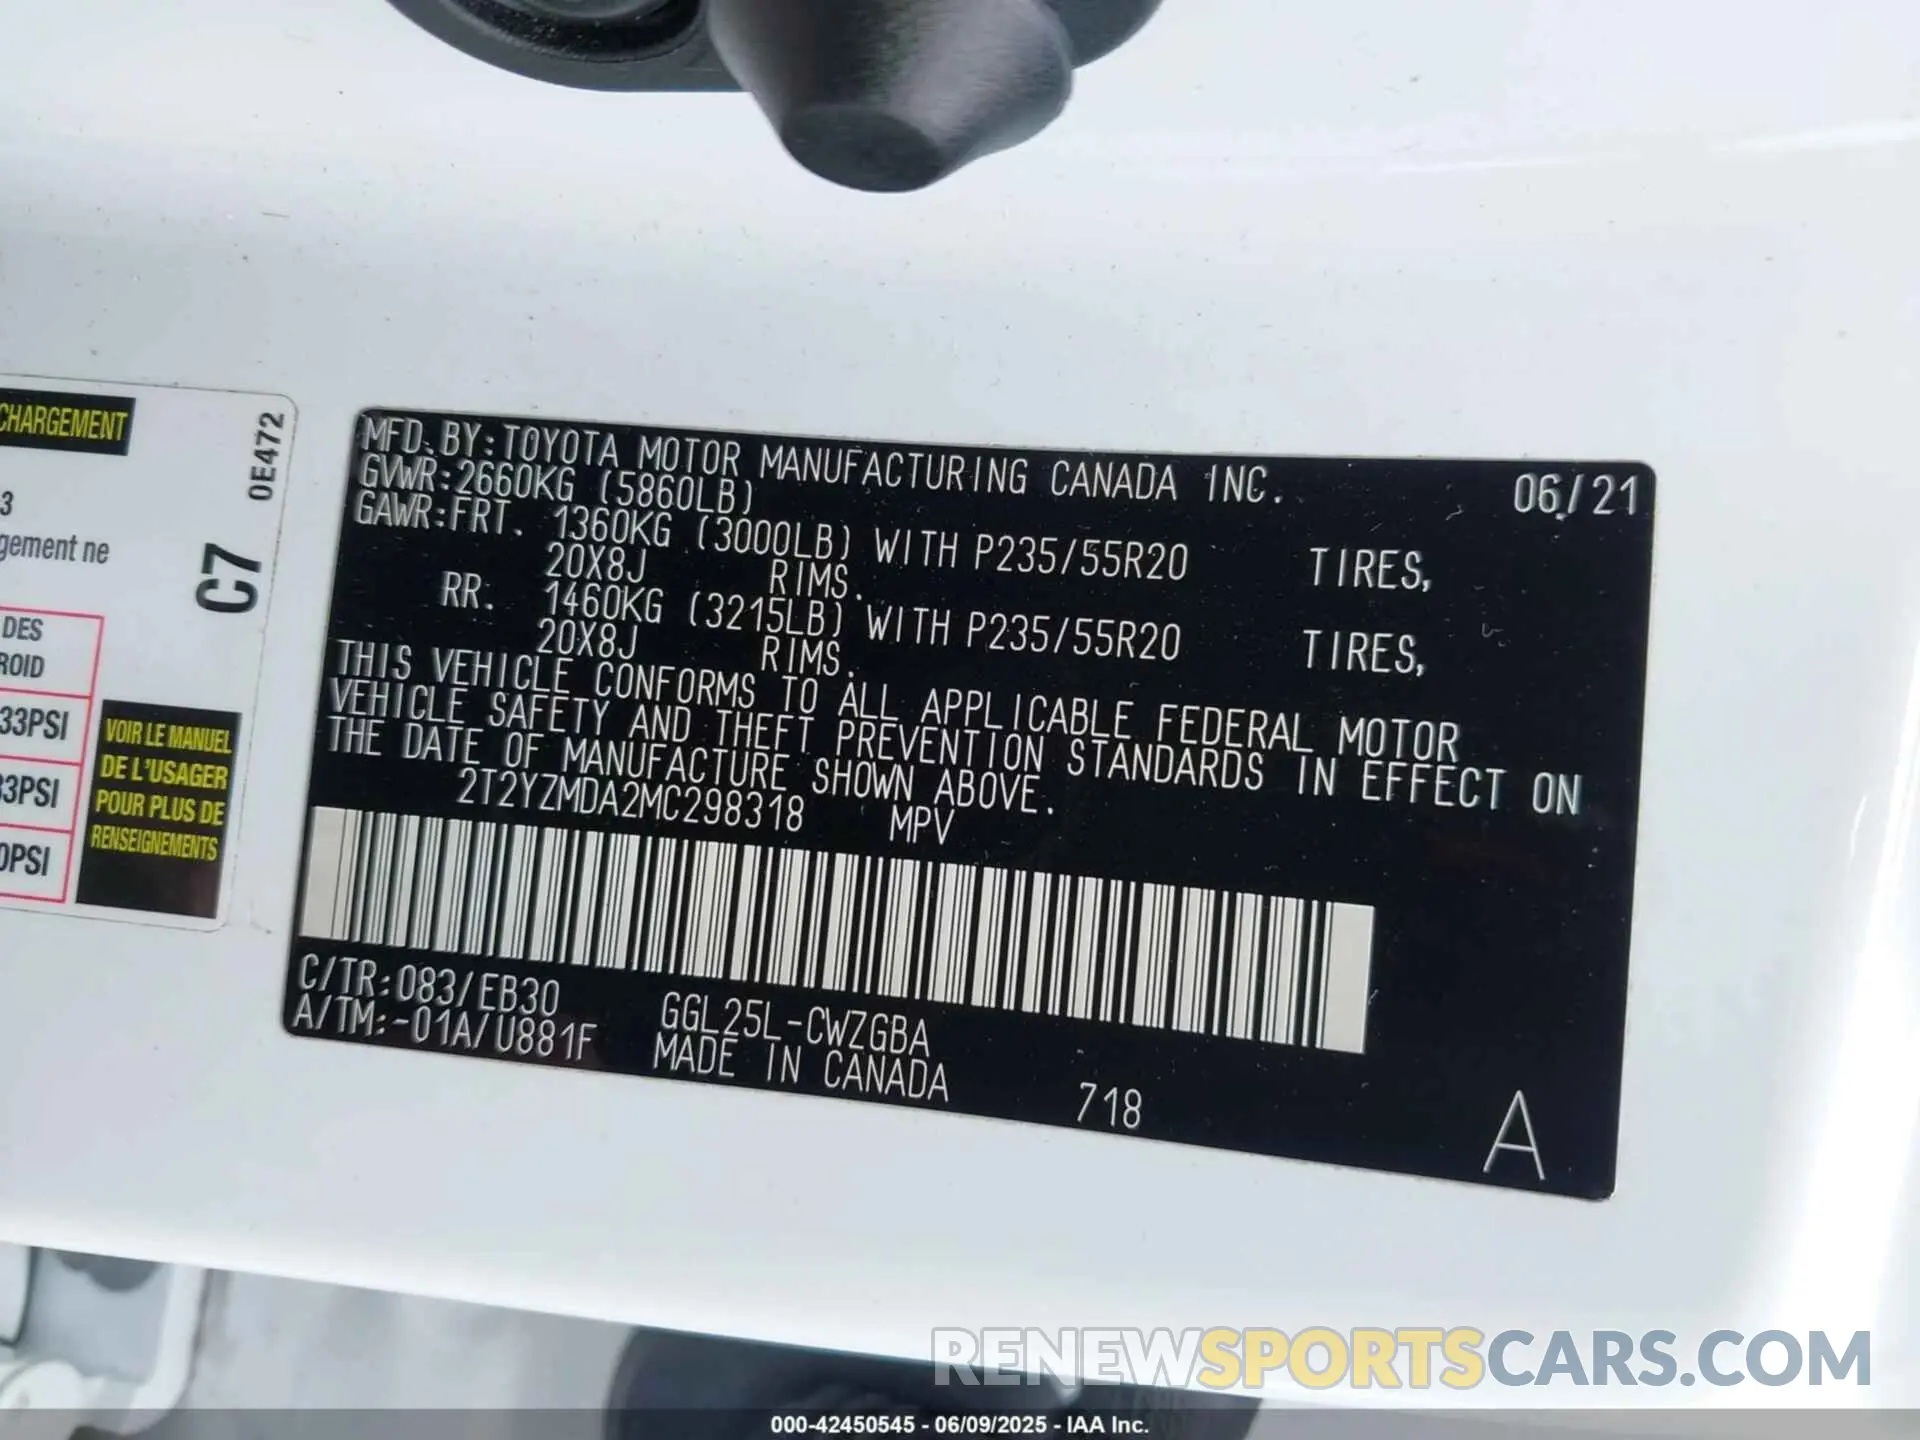 CHARGEMENT
0E472
3
gement ne
C7
DES
ROID
33PSI
33PSI
0PSI
VOIR LE MANUEL
DE L'USAGER
POUR PLUS DE
RENSEIGNEMENTS
MFD. BY: TOYOTA MOTOR MANUFACTURING CANADA INC. 06/21
GVWR: 2660KG (5860LB)
GAWR: FRT. 1360KG (3000LB) WITH P235/55R20 TIRES,
20X8J RIMS.
RR. 1460KG (3215LB) WITH P235/55R20 TIRES,
20X8J RIMS.
THIS VEHICLE CONFORMS TO ALL APPLICABLE FEDERAL MOTOR
VEHICLE SAFETY AND THEFT PREVENTION STANDARDS IN EFFECT ON
THE DATE OF MANUFACTURE SHOWN ABOVE.
2T2YZMDA2MC298318 MPV
C/TR: 083/EB30 GGL25L-CWZGBA
A/TM: -01A/U881F MADE IN CANADA 718
A
RENEWSPORTSCARS.COM
000-42450545 - 06/09/2025 - IAA Inc.